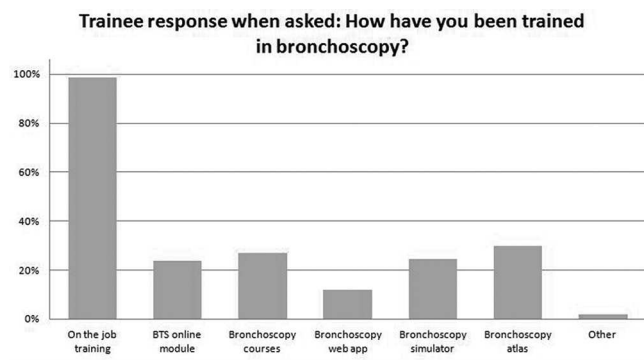 Trainee response when asked: How have you been trained
in bronchoscopy?
100%
80%
60%
40%
20%
0%
On the job
training
BTS online
module
Bronchoscopy
courses
Bronchoscopy
web app
Bronchoscopy
simulator
Bronchoscopy
atlas
Other